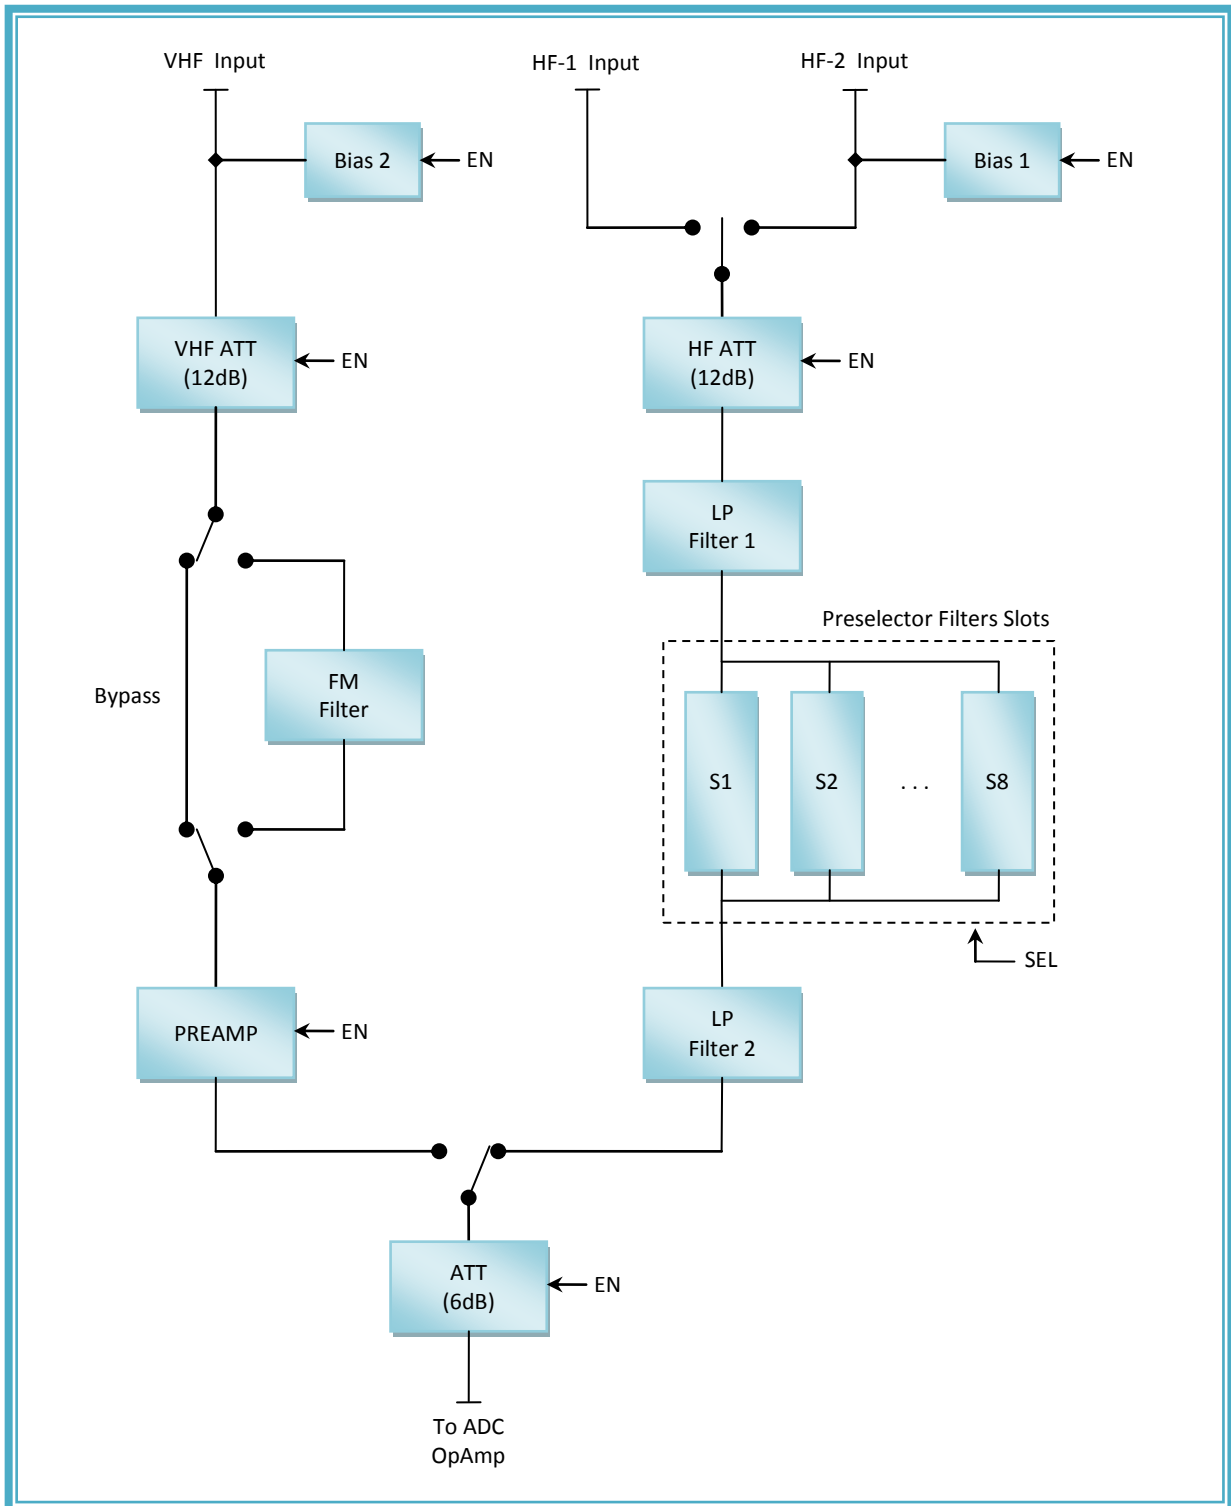 VHF Input
HF-1 Input
HF-2 Input
Bias 2
EN
Bias 1
EN
VHF ATT
(12dB)
EN
HF ATT
(12dB)
EN
LP
Filter 1
Preselector Filters Slots
Bypass
FM
Filter
S1
S2
. . .
S8
SEL
PREAMP
EN
LP
Filter 2
ATT
(6dB)
EN
To ADC
OpAmp